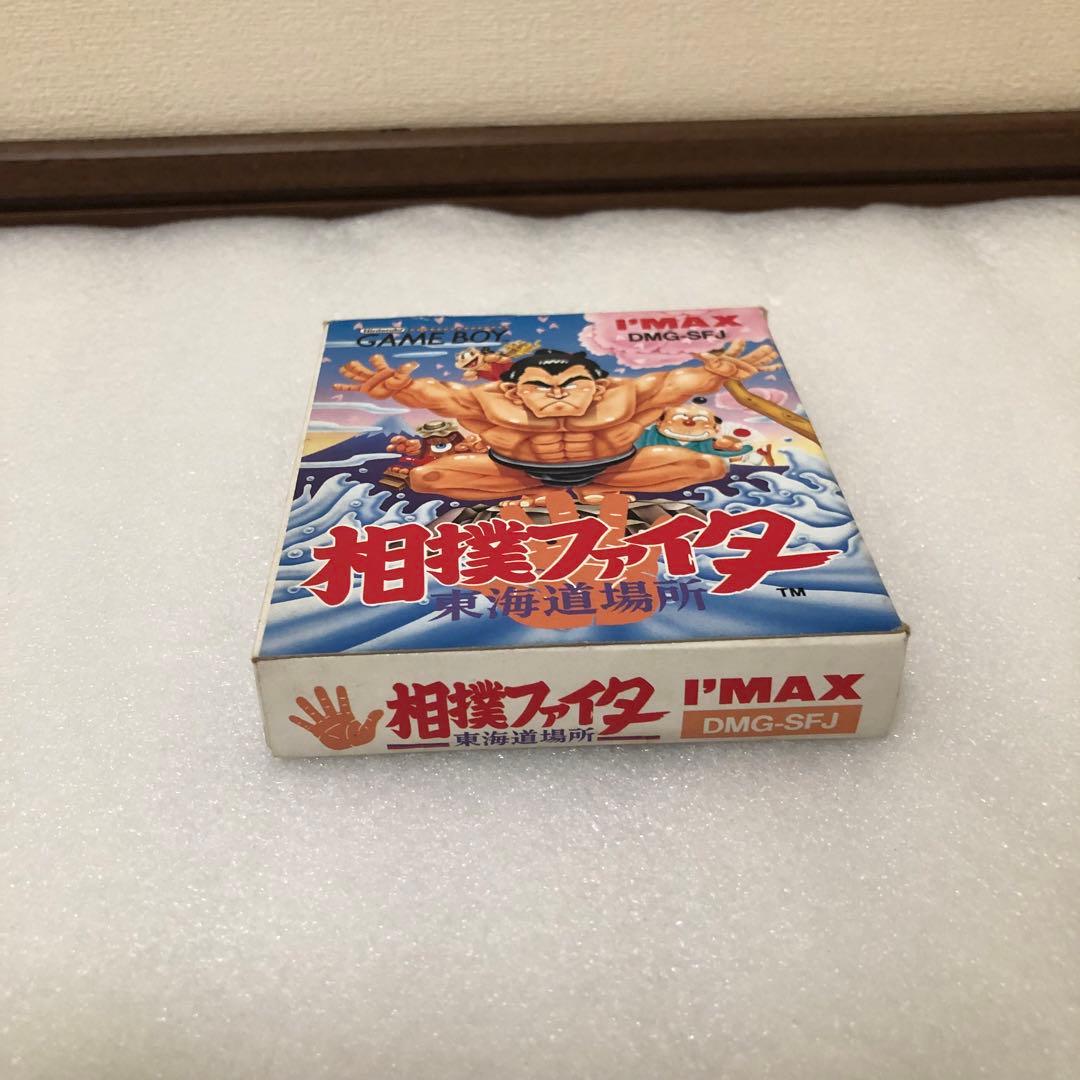 Nintendo
GAME BOY
I'MAX
DMG-SFJ
相撲ファイター
東海道場所
TM
相撲ファイター
東海道場所
I'MAX
DMG-SFJ